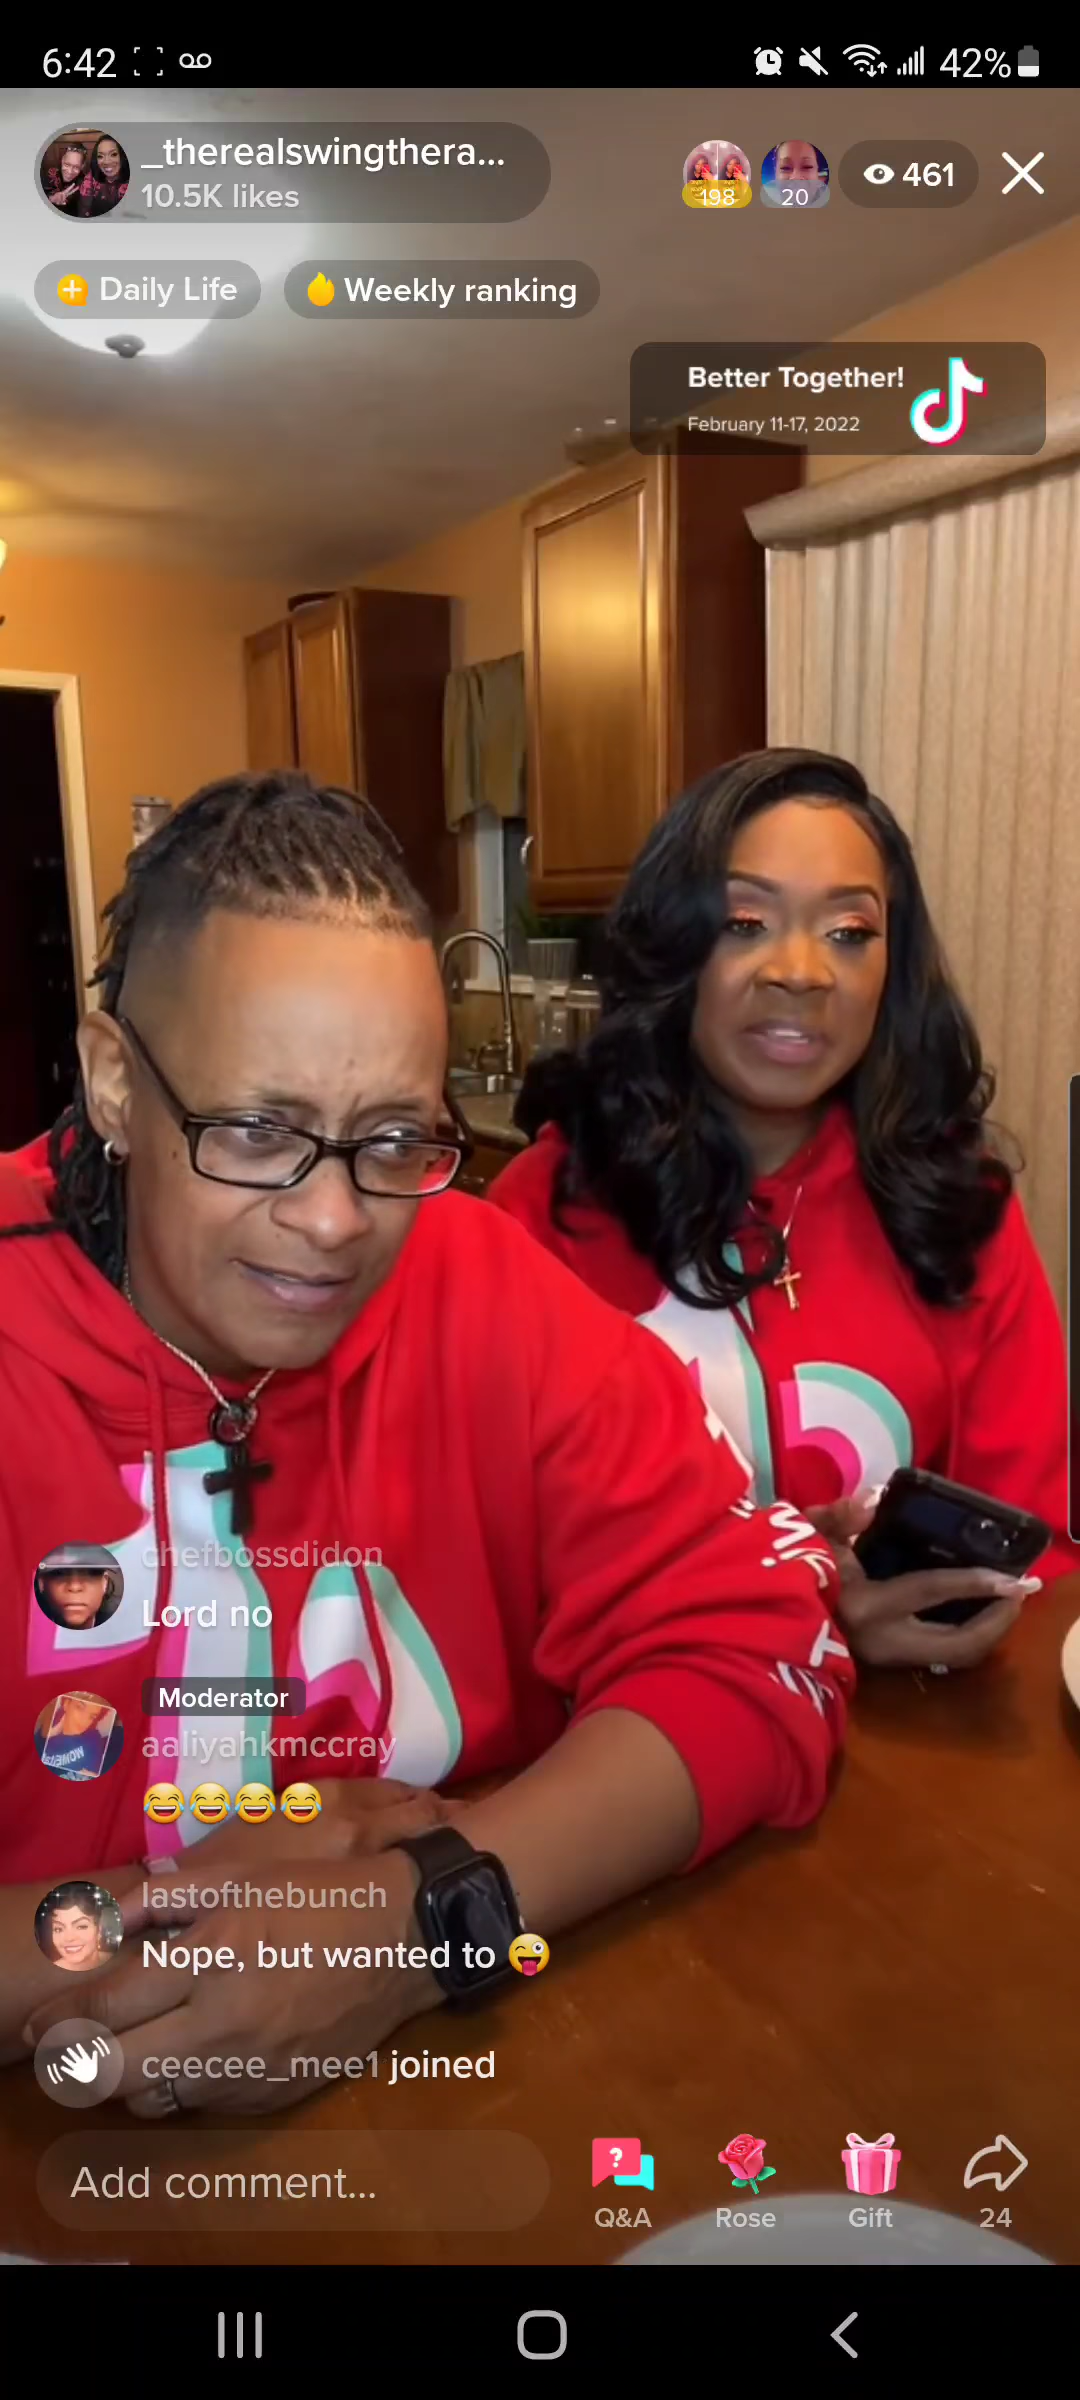 6:42
42%
_therealswingthera...
10.5K likes
198
20
461
Daily Life
Weekly ranking
Better Together!
February 11-17, 2022
chefbossdidon
Lord no
Moderator
aaliyahkmccray
😂😂😂😂
lastofthebunch
Nope, but wanted to 😜
ceecee_mee1 joined
Add comment...
Q&A
Rose
Gift
24